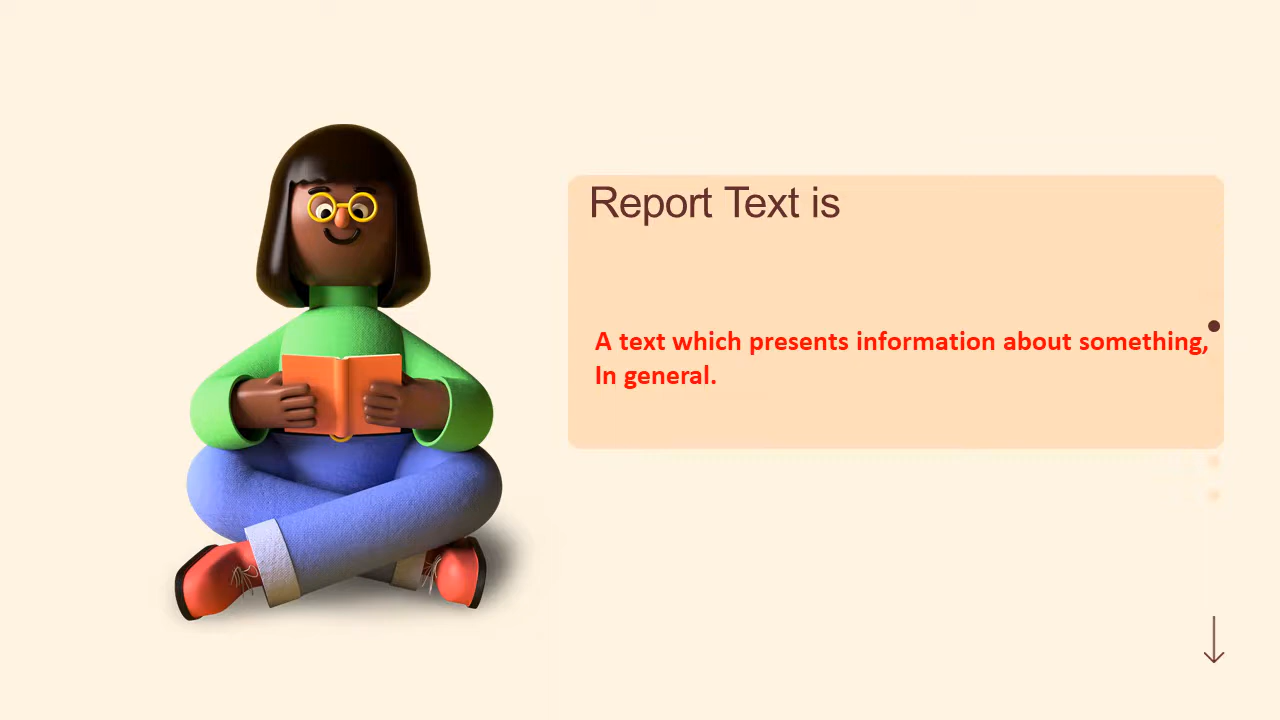 Report Text is
A text which presents information about something,
In general.